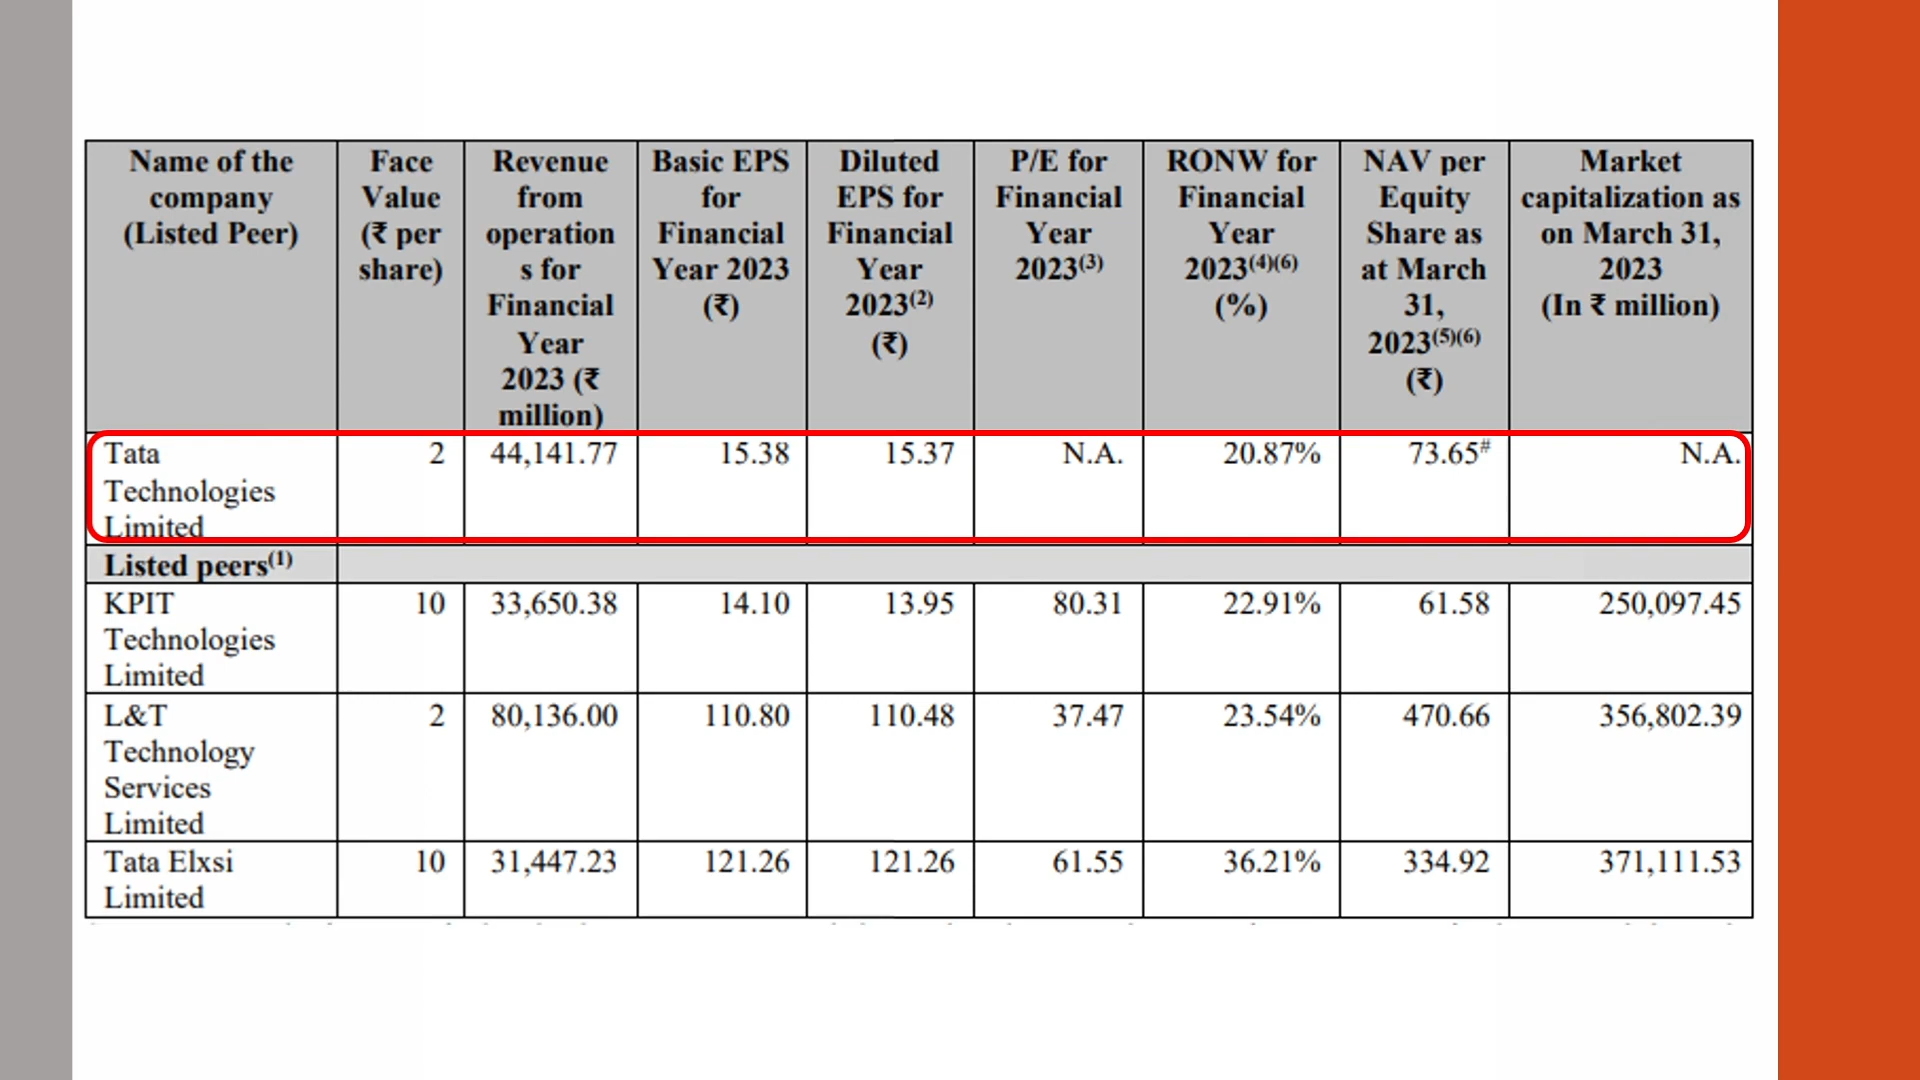 Name of the
company
(Listed Peer)
Face
Value
(₹ per
share)
Revenue
from
operation
s for
Financial
Year
2023 (₹
million)
Basic EPS
for
Financial
Year 2023
(₹)
Diluted
EPS for
Financial
Year
2023(2)
(₹)
P/E for
Financial
Year
2023(3)
RONW for
Financial
Year
2023(4)(6)
(%)
NAV per
Equity
Share as
at March
31,
2023(5)(6)
(₹)
Market
capitalization as
on March 31,
2023
(In ₹ million)
Tata 2 44,141.77 15.38 15.37 N.A. 20.87% 73.65# N.A.
Technologies
Limited
Listed peers(1)
KPIT 10 33,650.38 14.10 13.95 80.31 22.91% 61.58 250,097.45
Technologies
Limited
L&T 2 80,136.00 110.80 110.48 37.47 23.54% 470.66 356,802.39
Technology
Services
Limited
Tata Elxsi 10 31,447.23 121.26 121.26 61.55 36.21% 334.92 371,111.53
Limited